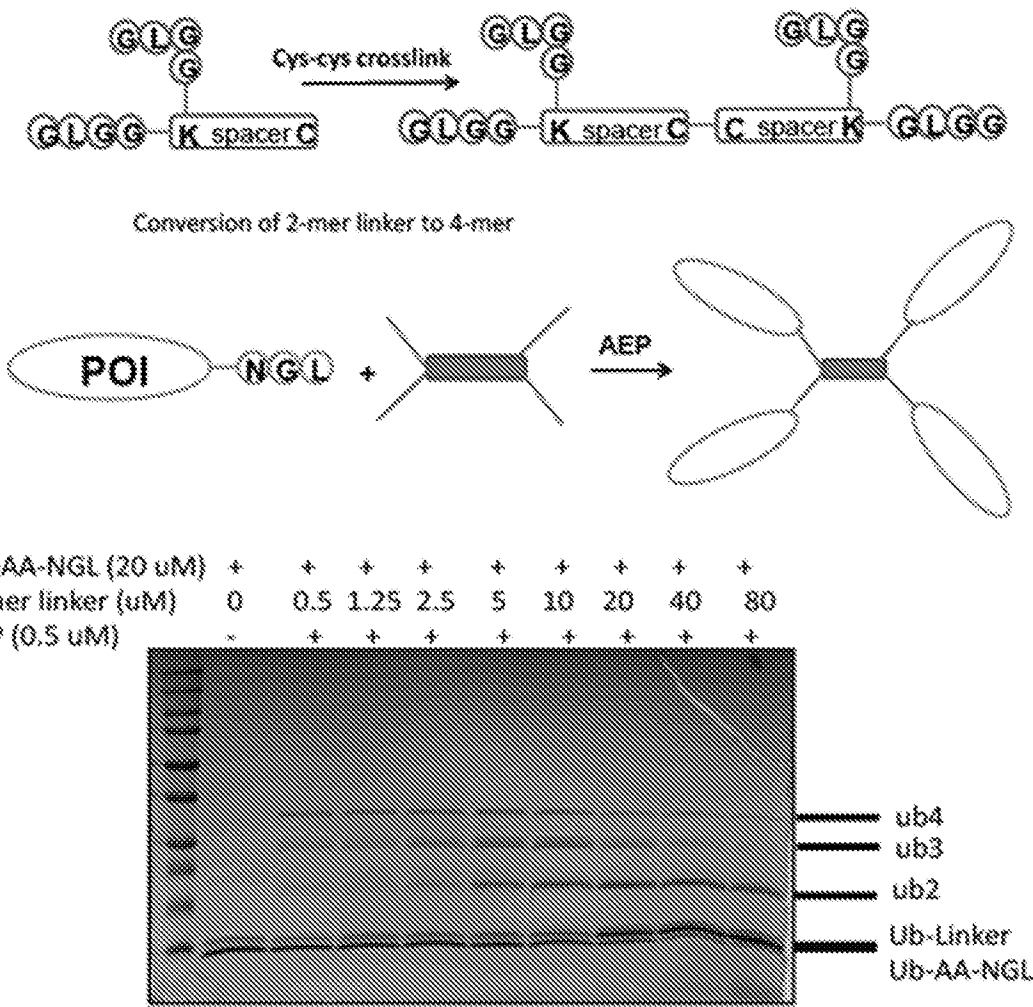 GLG GLG GLG
G Cys-cys crosslink G G
GLGG K spacer C GLGG K spacer C C spacer K GLGG
Conversion of 2-mer linker to 4-mer
POI NGL + AEP
AA-NGL (20 uM) + + + + + + + + +
ner linker (uM) 0 0.5 1.25 2.5 5 10 20 40 80
(0.5 uM) - + + + + + + + +
ub4
ub3
ub2
Ub-Linker
Ub-AA-NGL